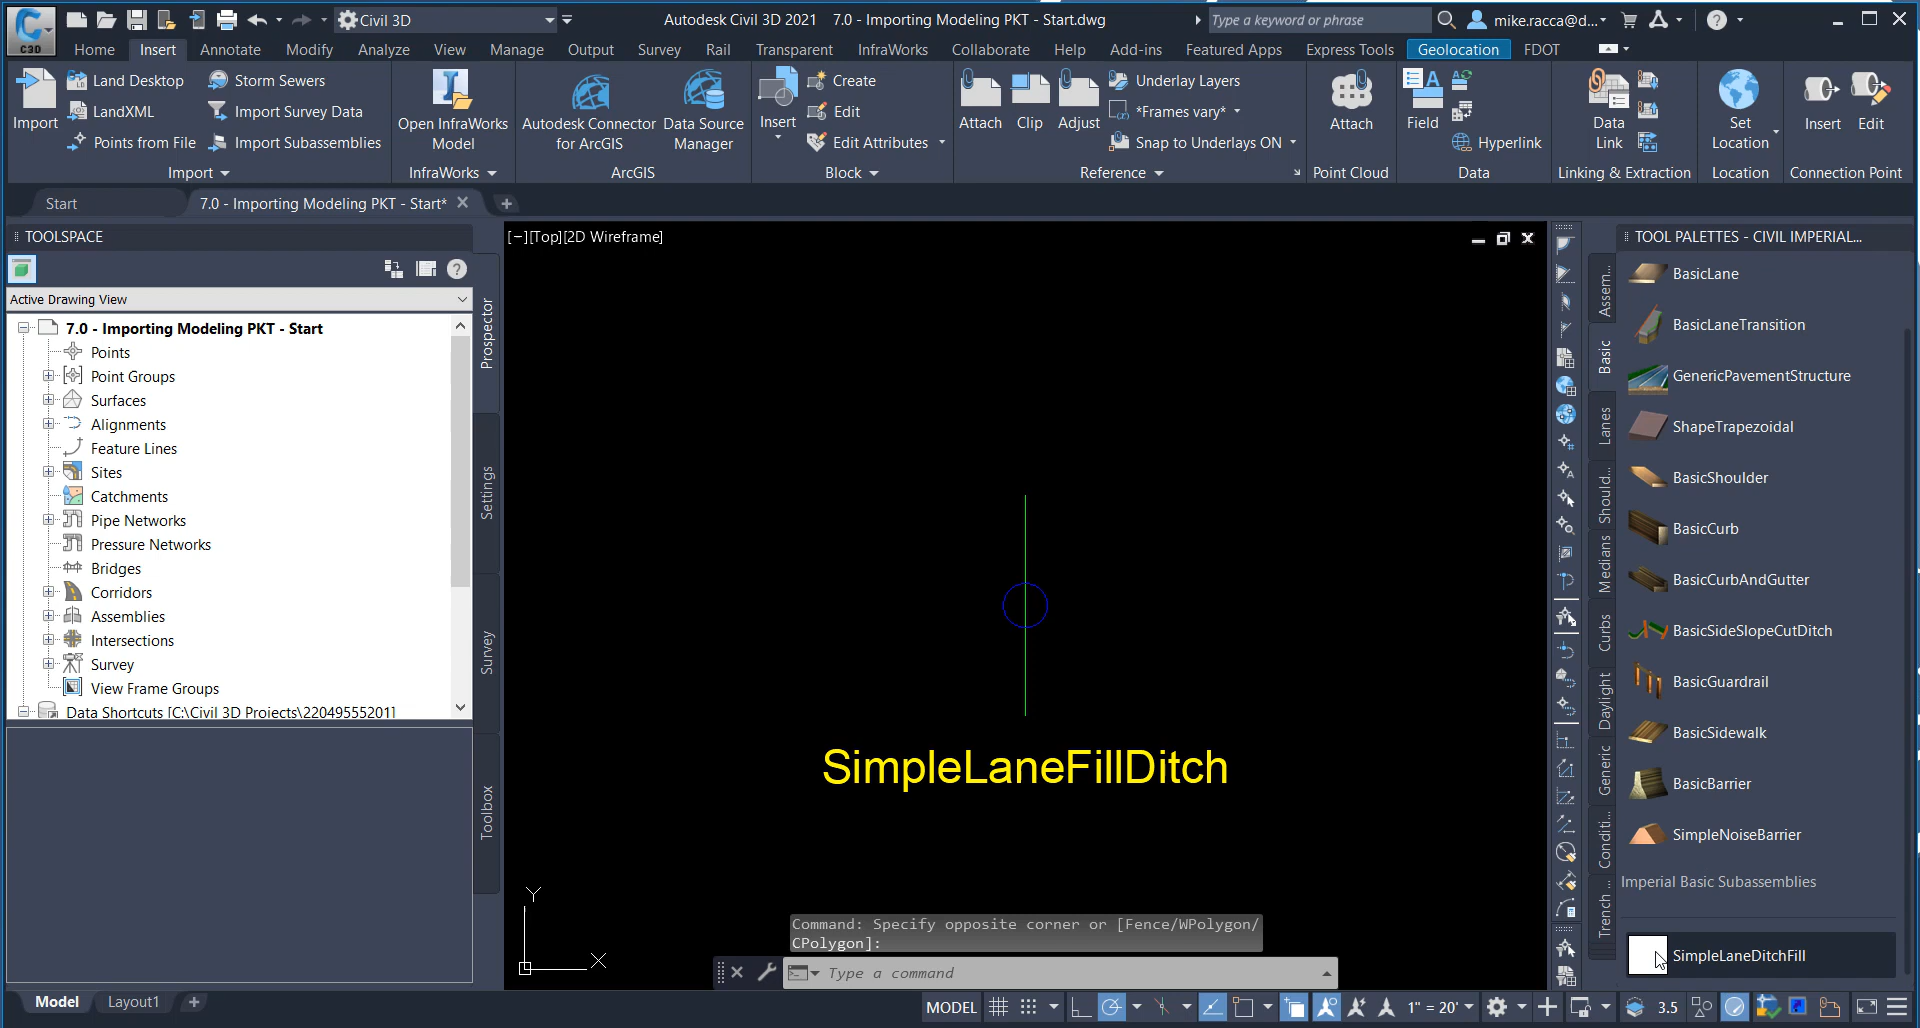 C3D
Civil 3D
Autodesk Civil 3D 2021 7.0 - Importing Modeling PKT - Start.dwg
Type a keyword or phrase
mike.racca@d...
Home Insert Annotate Modify Analyze View Manage Output Survey Rail Transparent InfraWorks Collaborate Help Add-ins Featured Apps Express Tools Geolocation FDOT
Import
Land Desktop
LandXML
Points from File
Storm Sewers
Import Survey Data
Import Subassemblies
Open InfraWorks
Model
Autodesk Connector
for ArcGIS
Data Source
Manager
Insert
Create
Edit
Edit Attributes
Attach
Clip
Adjust
Underlay Layers
*Frames vary*
Snap to Underlays ON
Attach
Field
Hyperlink
Data
Link
Set
Location
Insert
Edit
Import InfraWorks ArcGIS Block Reference Point Cloud Data Linking & Extraction Location Connection Point
Start
7.0 - Importing Modeling PKT - Start*
TOOLSPACE
Active Drawing View
7.0 - Importing Modeling PKT - Start
Points
Point Groups
Surfaces
Alignments
Feature Lines
Sites
Catchments
Pipe Networks
Pressure Networks
Bridges
Corridors
Assemblies
Intersections
Survey
View Frame Groups
Data Shortcuts [C:\Civil 3D Projects\2204955201]
Prospector
Settings
Survey
Toolbox
[−][Top][2D Wireframe]
SimpleLaneFillDitch
Y
X
Command: Specify opposite corner or [Fence/WPolygon/
CPolygon]:
Type a command
TOOL PALETTES - CIVIL IMPERIAL...
Assem...
Basic
Lanes
Should...
Medians
Curbs
Daylight
Generic
Conditi...
Trench ...
BasicLane
BasicLaneTransition
GenericPavementStructure
ShapeTrapezoidal
BasicShoulder
BasicCurb
BasicCurbAndGutter
BasicSideSlopeCutDitch
BasicGuardrail
BasicSidewalk
BasicBarrier
SimpleNoiseBarrier
Imperial Basic Subassemblies
SimpleLaneDitchFill
Model
Layout1
MODEL
1" = 20'
3.5